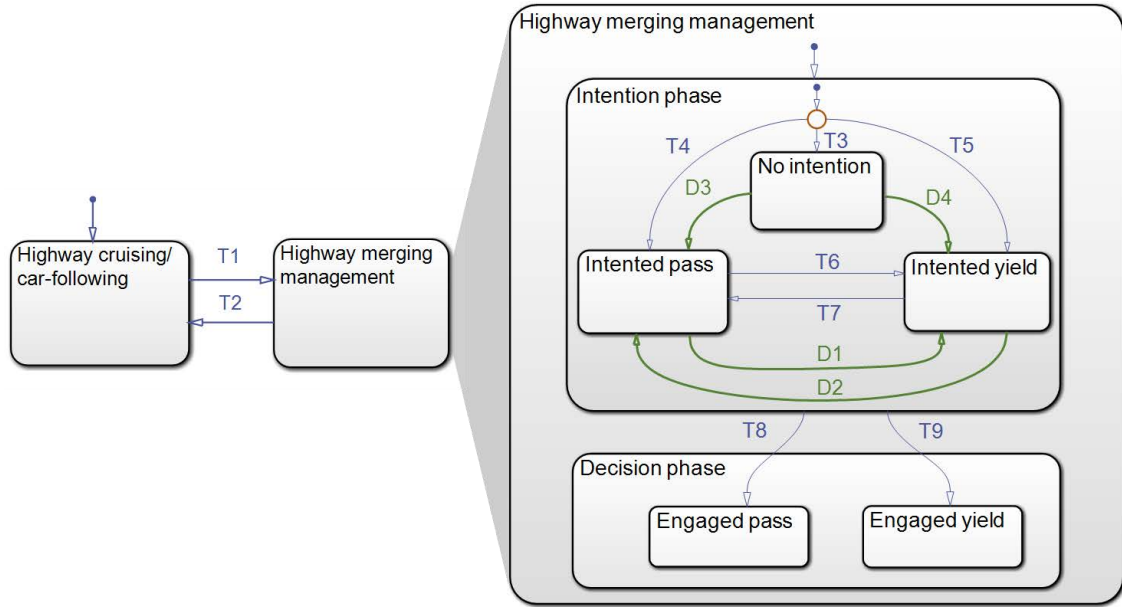 Highway merging management
Intention phase
T4
T3
T5
No intention
D3
D4
Highway cruising/
car-following
T1
T2
Highway merging
management
Intented pass
T6
T7
Intented yield
D1
D2
T8
T9
Decision phase
Engaged pass
Engaged yield